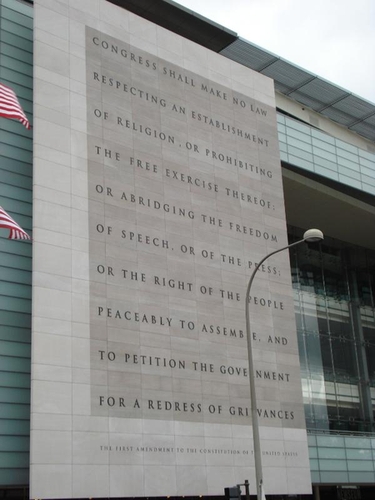 CONGRESS SHALL MAKE NO LAW
RESPECTING AN ESTABLISHMENT
OF RELIGION, OR PROHIBITING
THE FREE EXERCISE THEREOF;
OR ABRIDGING THE FREEDOM
OF SPEECH, OR OF THE PRESS;
OR THE RIGHT OF THE PEOPLE
PEACEABLY TO ASSEMBLE, AND
TO PETITION THE GOVERNMENT
FOR A REDRESS OF GRIEVANCES
THE FIRST AMENDMENT TO THE CONSTITUTION OF THE UNITED STATES